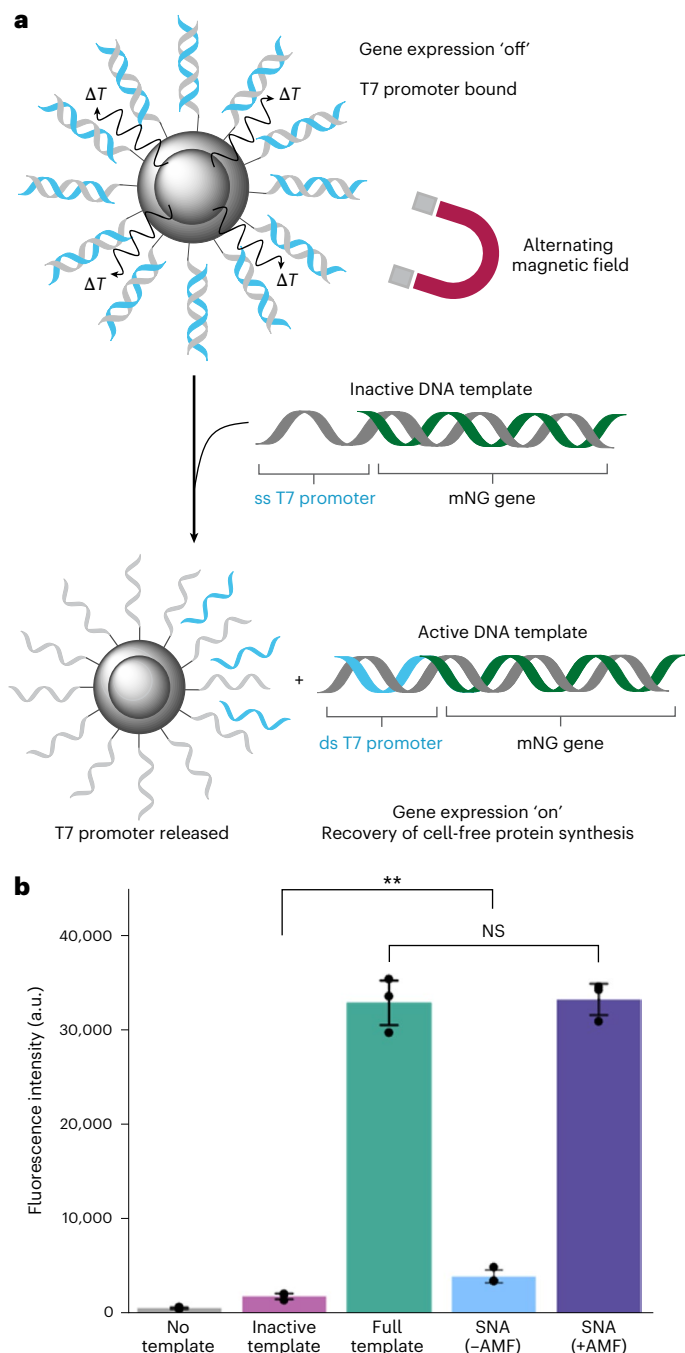 a
Gene expression ‘off’
T7 promoter bound
ΔT
ΔT
ΔT
ΔT
Alternating
magnetic field
Inactive DNA template
ss T7 promoter
mNG gene
Active DNA template
+
ds T7 promoter
mNG gene
T7 promoter released
Gene expression ‘on’
Recovery of cell-free protein synthesis
b
**
NS
Fluorescence intensity (a.u.)
40,000
30,000
20,000
10,000
0
No
template
Inactive
template
Full
template
SNA
(–AMF)
SNA
(+AMF)